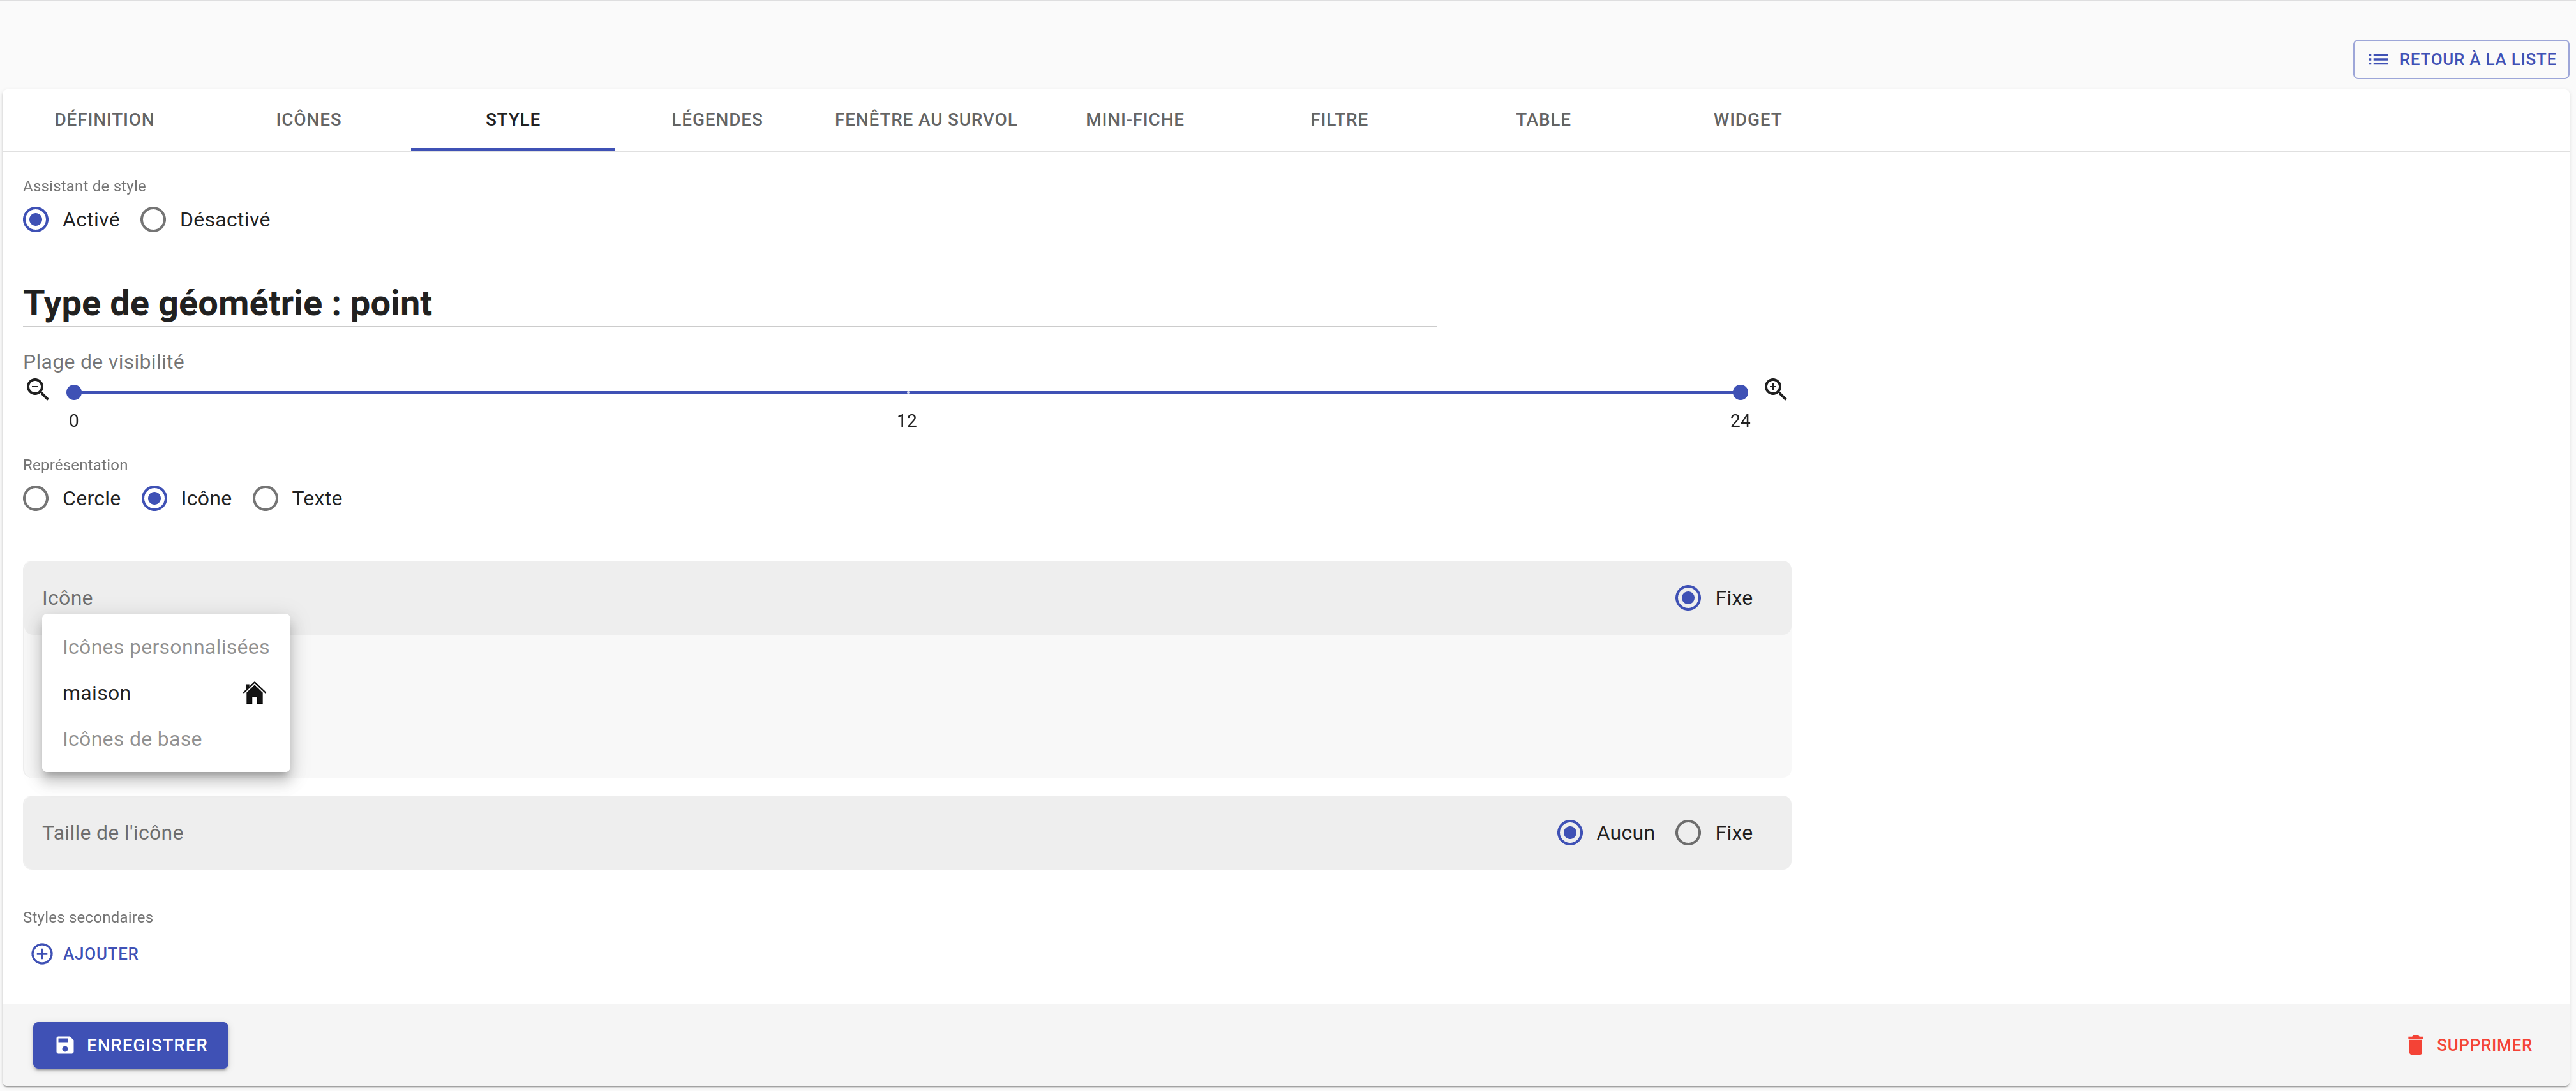 RETOUR À LA LISTE
DÉFINITION ICÔNES STYLE LÉGENDES FENÊTRE AU SURVOL MINI-FICHE FILTRE TABLE WIDGET
Assistant de style
Activé Désactivé
Type de géométrie : point
Plage de visibilité
0 12 24
Représentation
Cercle Icône Texte
Icône Fixe
Icônes personnalisées
maison
Icônes de base
Taille de l'icône Aucun Fixe
Styles secondaires
AJOUTER
ENREGISTRER SUPPRIMER